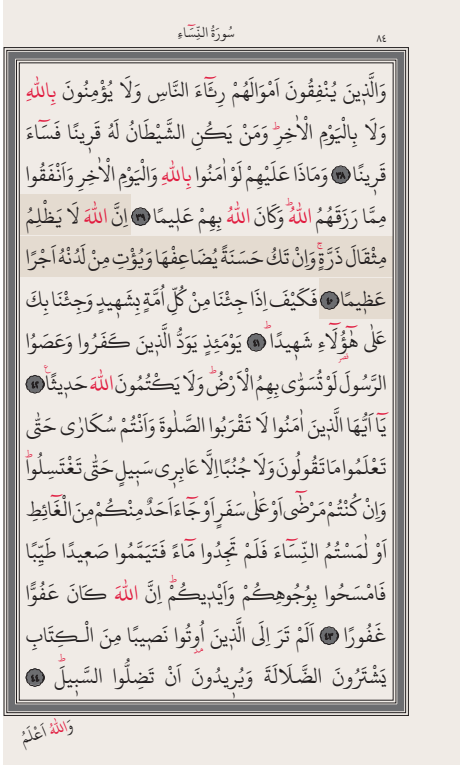 سُورَةُ النِّسَاءِ
٨٤
وَالَّذ۪ينَ يُنْفِقُونَ اَمْوَالَهُمْ رِئَٓاءَ النَّاسِ وَلَا يُؤْمِنُونَ بِاللّٰهِ
وَلَا بِالْيَوْمِ الْاٰخِرِۜ وَمَنْ يَكُنِ الشَّيْطَانُ لَهُ قَر۪ينًا فَسَٓاءَ
قَر۪ينًا ﴿٣٨﴾ وَمَاذَا عَلَيْهِمْ لَوْ اٰمَنُوا بِاللّٰهِ وَالْيَوْمِ الْاٰخِرِ وَاَنْفَقُوا
مِمَّا رَزَقَهُمُ اللّٰهُۜ وَكَانَ اللّٰهُ بِهِمْ عَل۪يمًا ﴿٣٩﴾ اِنَّ اللّٰهَ لَا يَظْلِمُ
مِثْقَالَ ذَرَّةٍۚ وَاِنْ تَكُ حَسَنَةً يُضَاعِفْهَا وَيُؤْتِ مِنْ لَدُنْهُ اَجْرًا
عَظ۪يمًا ﴿٤٠﴾ فَكَيْفَ اِذَا جِئْنَا مِنْ كُلِّ اُمَّةٍ بِشَه۪يدٍ وَجِئْنَا بِكَ
عَلٰى هٰٓؤُ۬لَٓاءِ شَه۪يدًاۜ ﴿٤١﴾ يَوْمَئِذٍ يَوَدُّ الَّذ۪ينَ كَفَرُوا وَعَصَوُا
الرَّسُولَ لَوْ تُسَوّٰى بِهِمُ الْاَرْضُۜ وَلَا يَكْتُمُونَ اللّٰهَ حَد۪يثًا۟ ﴿٤٢﴾
يَٓا اَيُّهَا الَّذ۪ينَ اٰمَنُوا لَا تَقْرَبُوا الصَّلٰوةَ وَاَنْتُمْ سُكَارٰى حَتّٰى
تَعْلَمُوا مَا تَقُولُونَ وَلَا جُنُبًا اِلَّا عَابِر۪ي سَب۪يلٍ حَتّٰى تَغْتَسِلُواۜ
وَاِنْ كُنْتُمْ مَرْضٰٓى اَوْ عَلٰى سَفَرٍ اَوْ جَٓاءَ اَحَدٌ مِنْكُمْ مِنَ الْغَٓائِطِ
اَوْ لٰمَسْتُمُ النِّسَٓاءَ فَلَمْ تَجِدُوا مَٓاءً فَتَيَمَّمُوا صَع۪يدًا طَيِّبًا
فَامْسَحُوا بِوُجُوهِكُمْ وَاَيْد۪يكُمْۜ اِنَّ اللّٰهَ كَانَ عَفُوًّا
غَفُورًا ﴿٤٣﴾ اَلَمْ تَرَ اِلَى الَّذ۪ينَ اُو۫تُوا نَص۪يبًا مِنَ الْكِتَابِ
يَشْتَرُونَ الضَّلَالَةَ وَيُر۪يدُونَ اَنْ تَضِلُّوا السَّب۪يلَۜ ﴿٤٤﴾
وَاللّٰهُ اَعْلَمُ